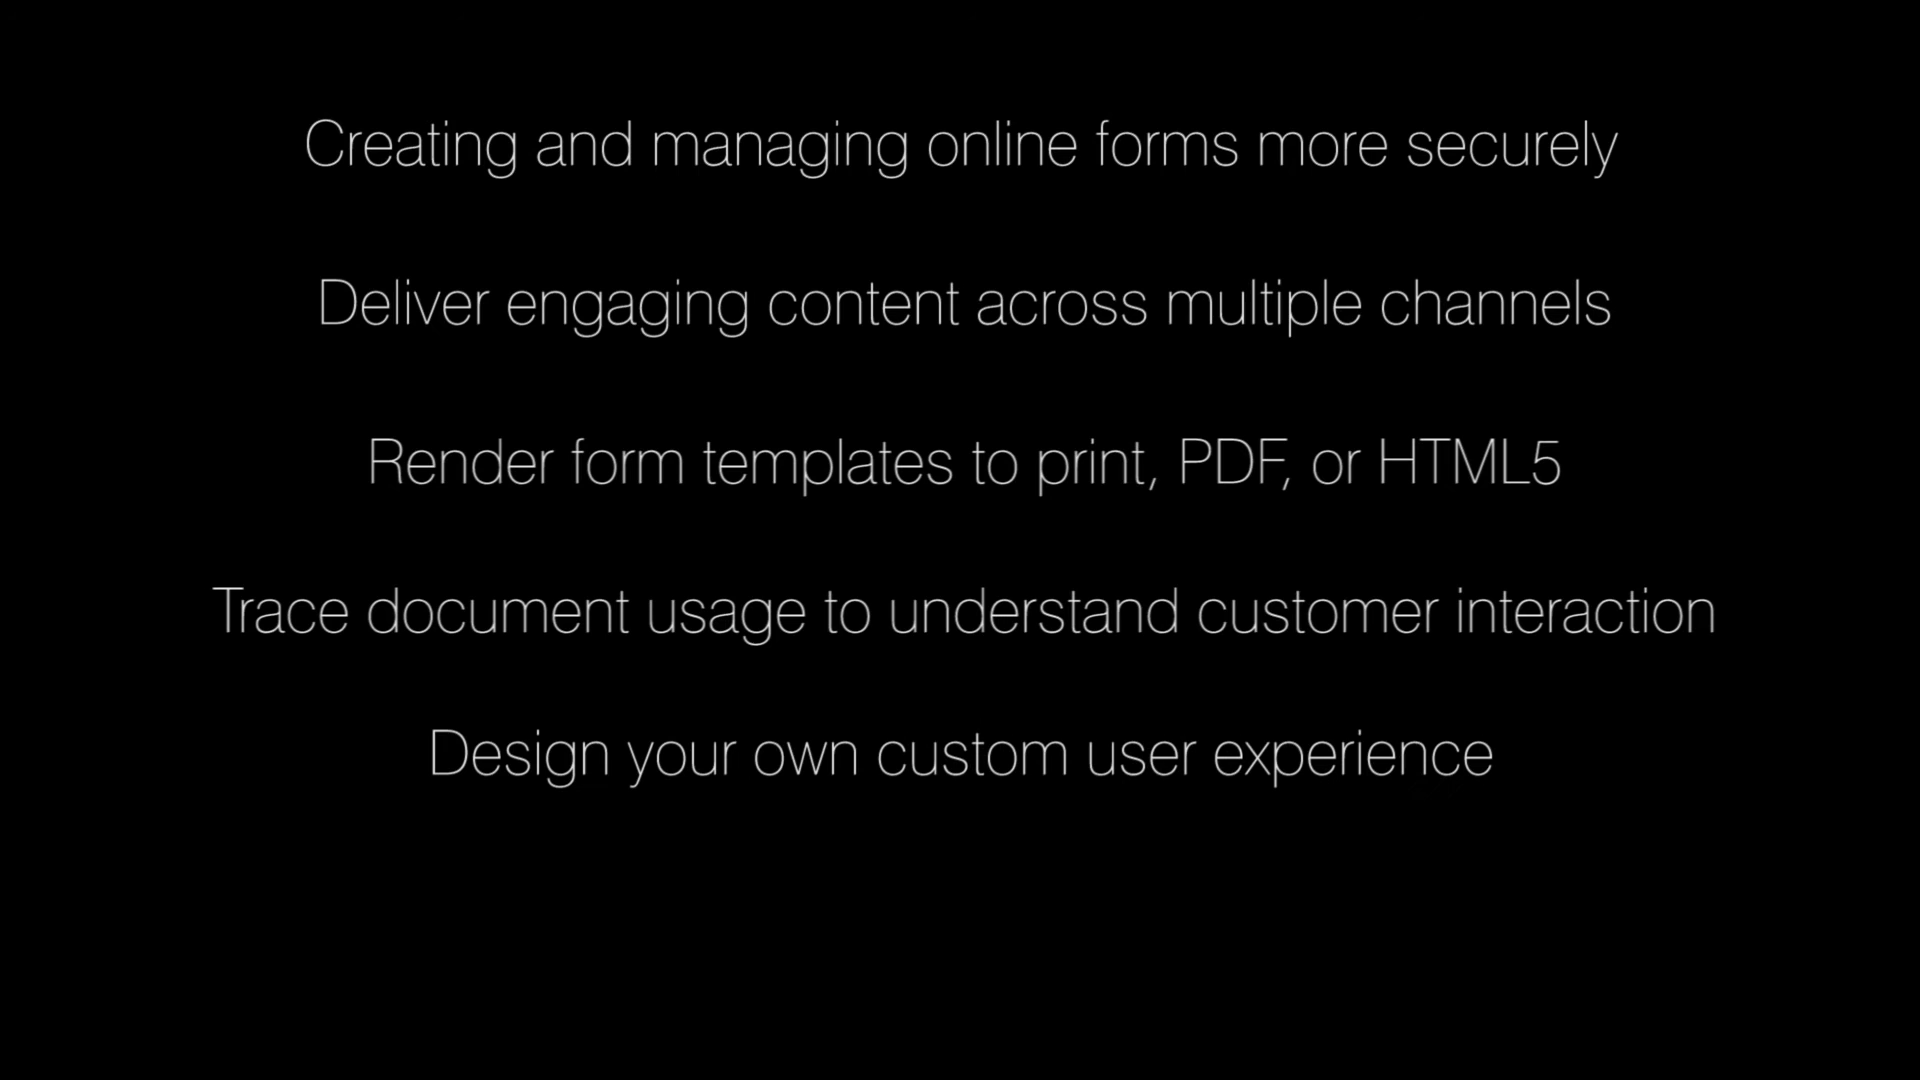 Creating and managing online forms more securely
Deliver engaging content across multiple channels
Render form templates to print, PDF, or HTML5
Trace document usage to understand customer interaction
Design your own custom user experience